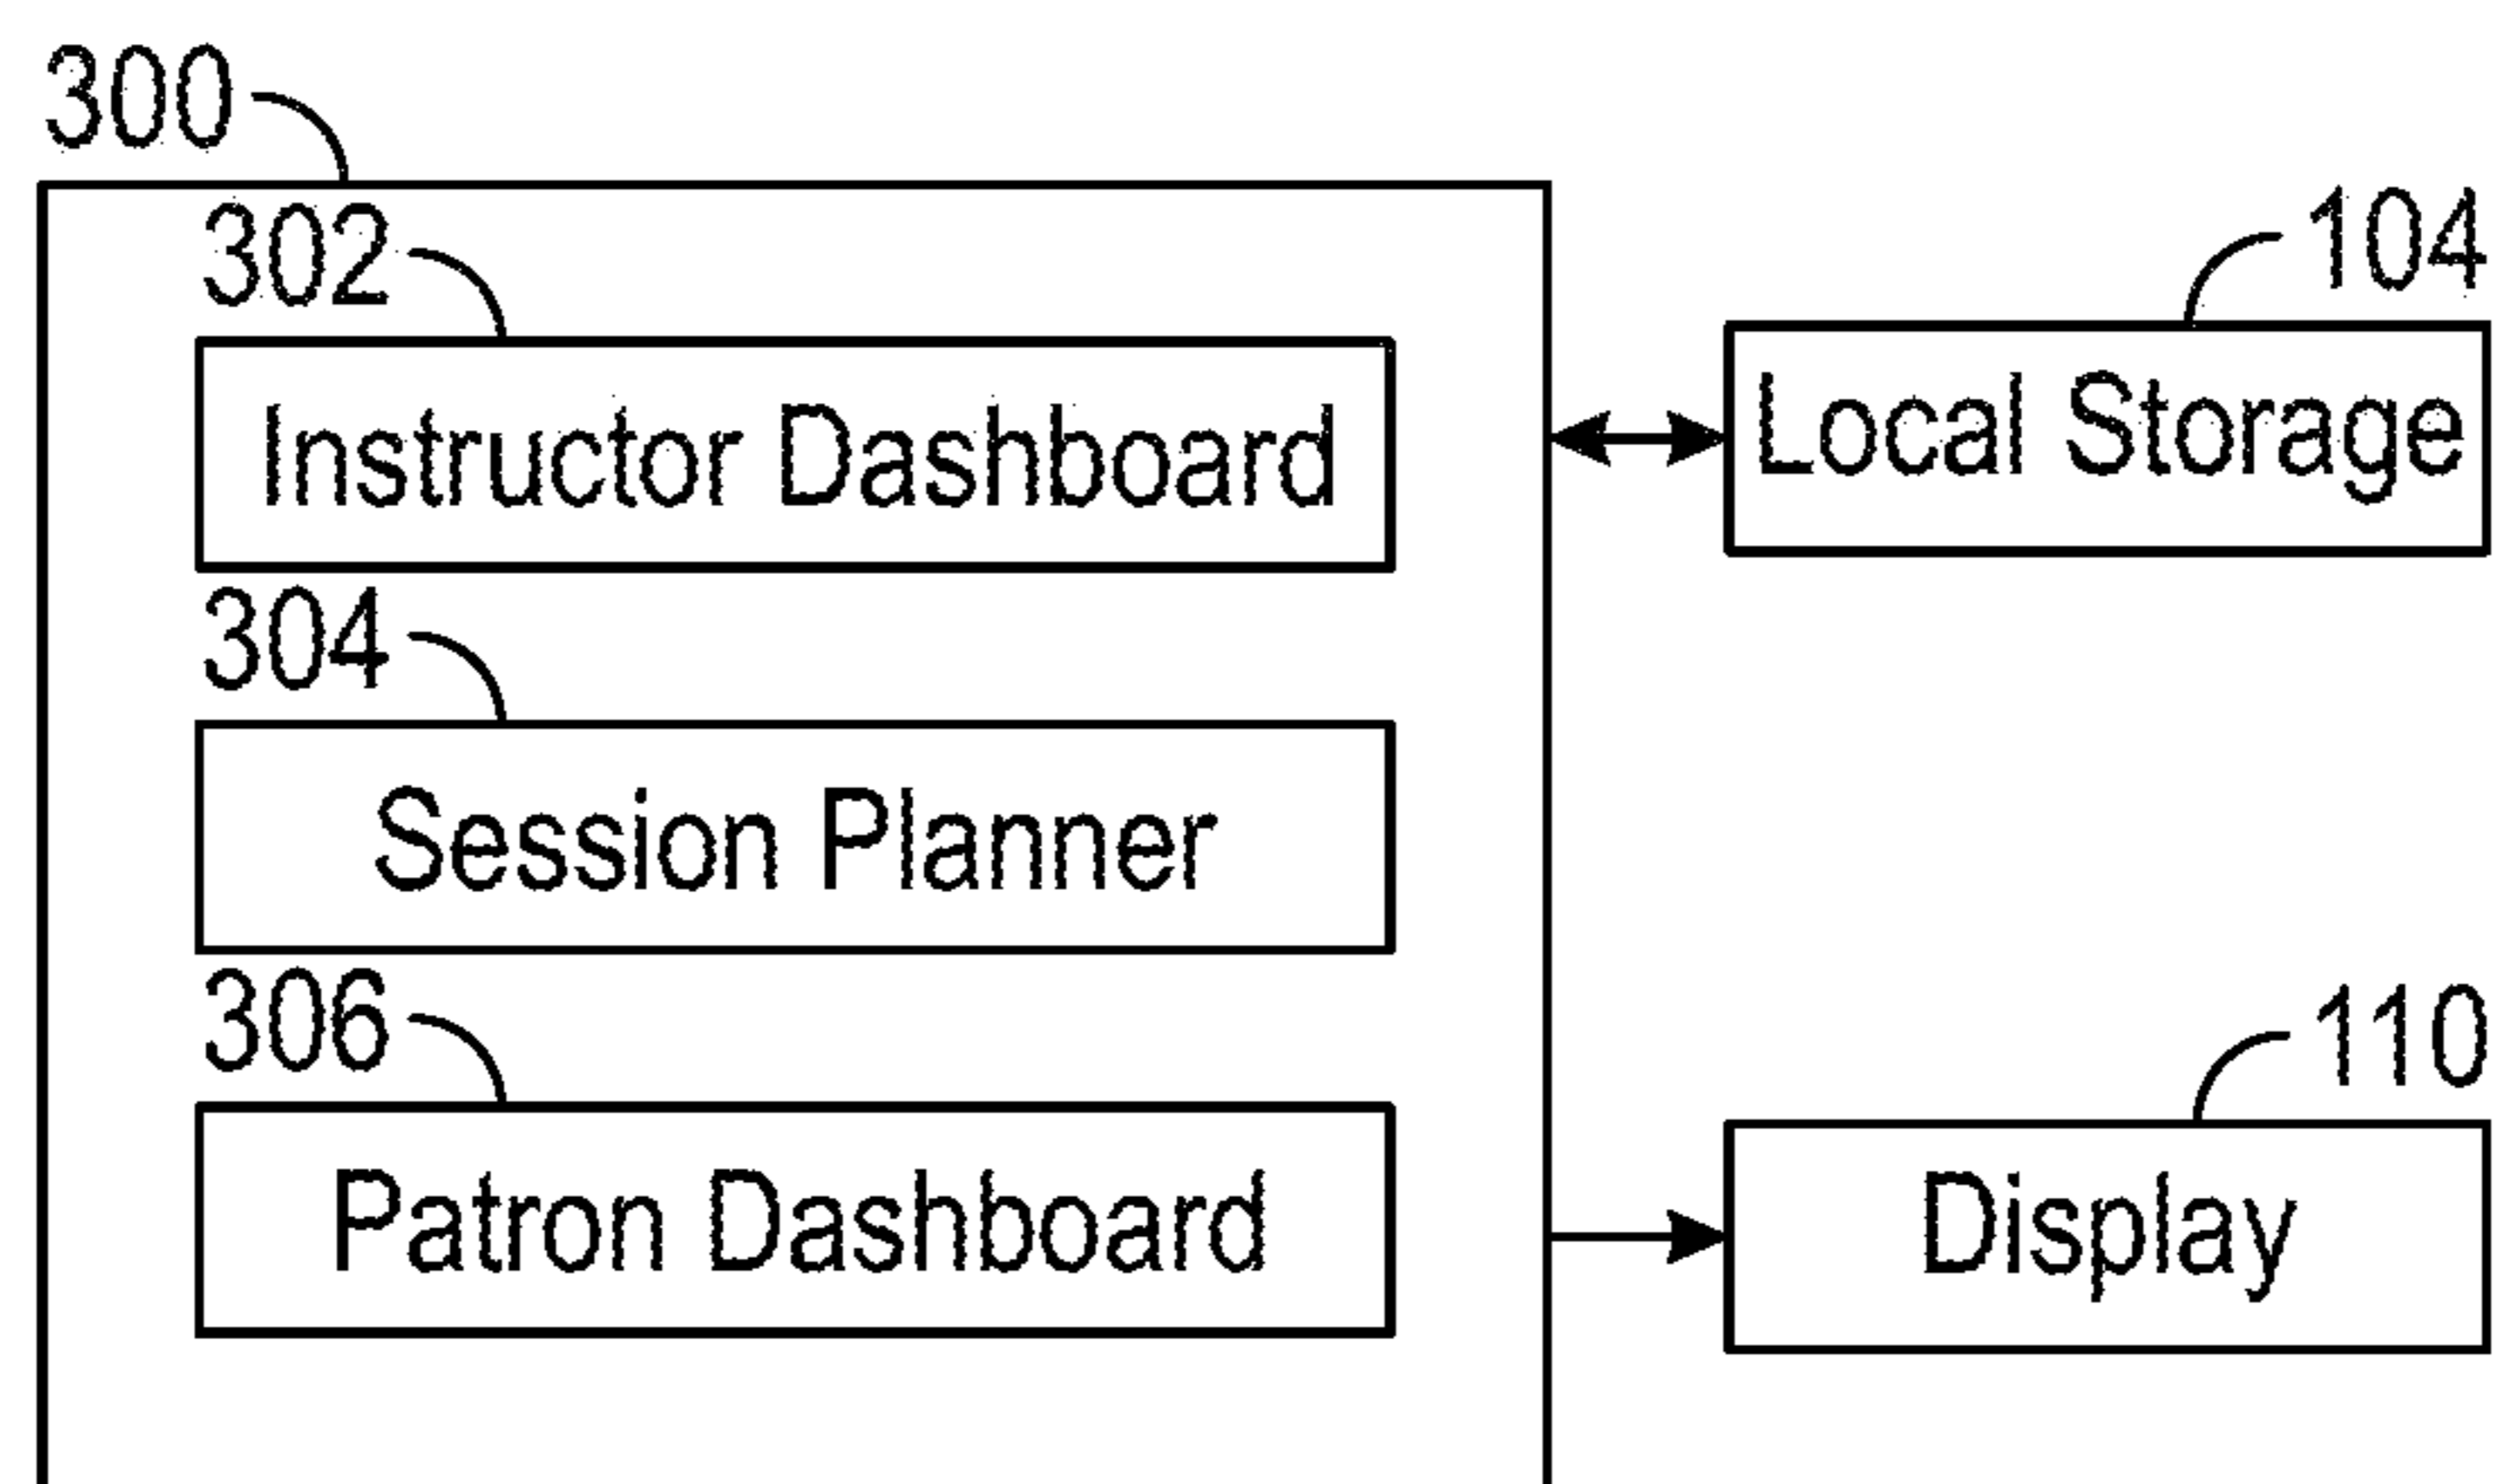 300
302
Instructor Dashboard
304
Session Planner
306
Patron Dashboard
104
Local Storage
110
Display